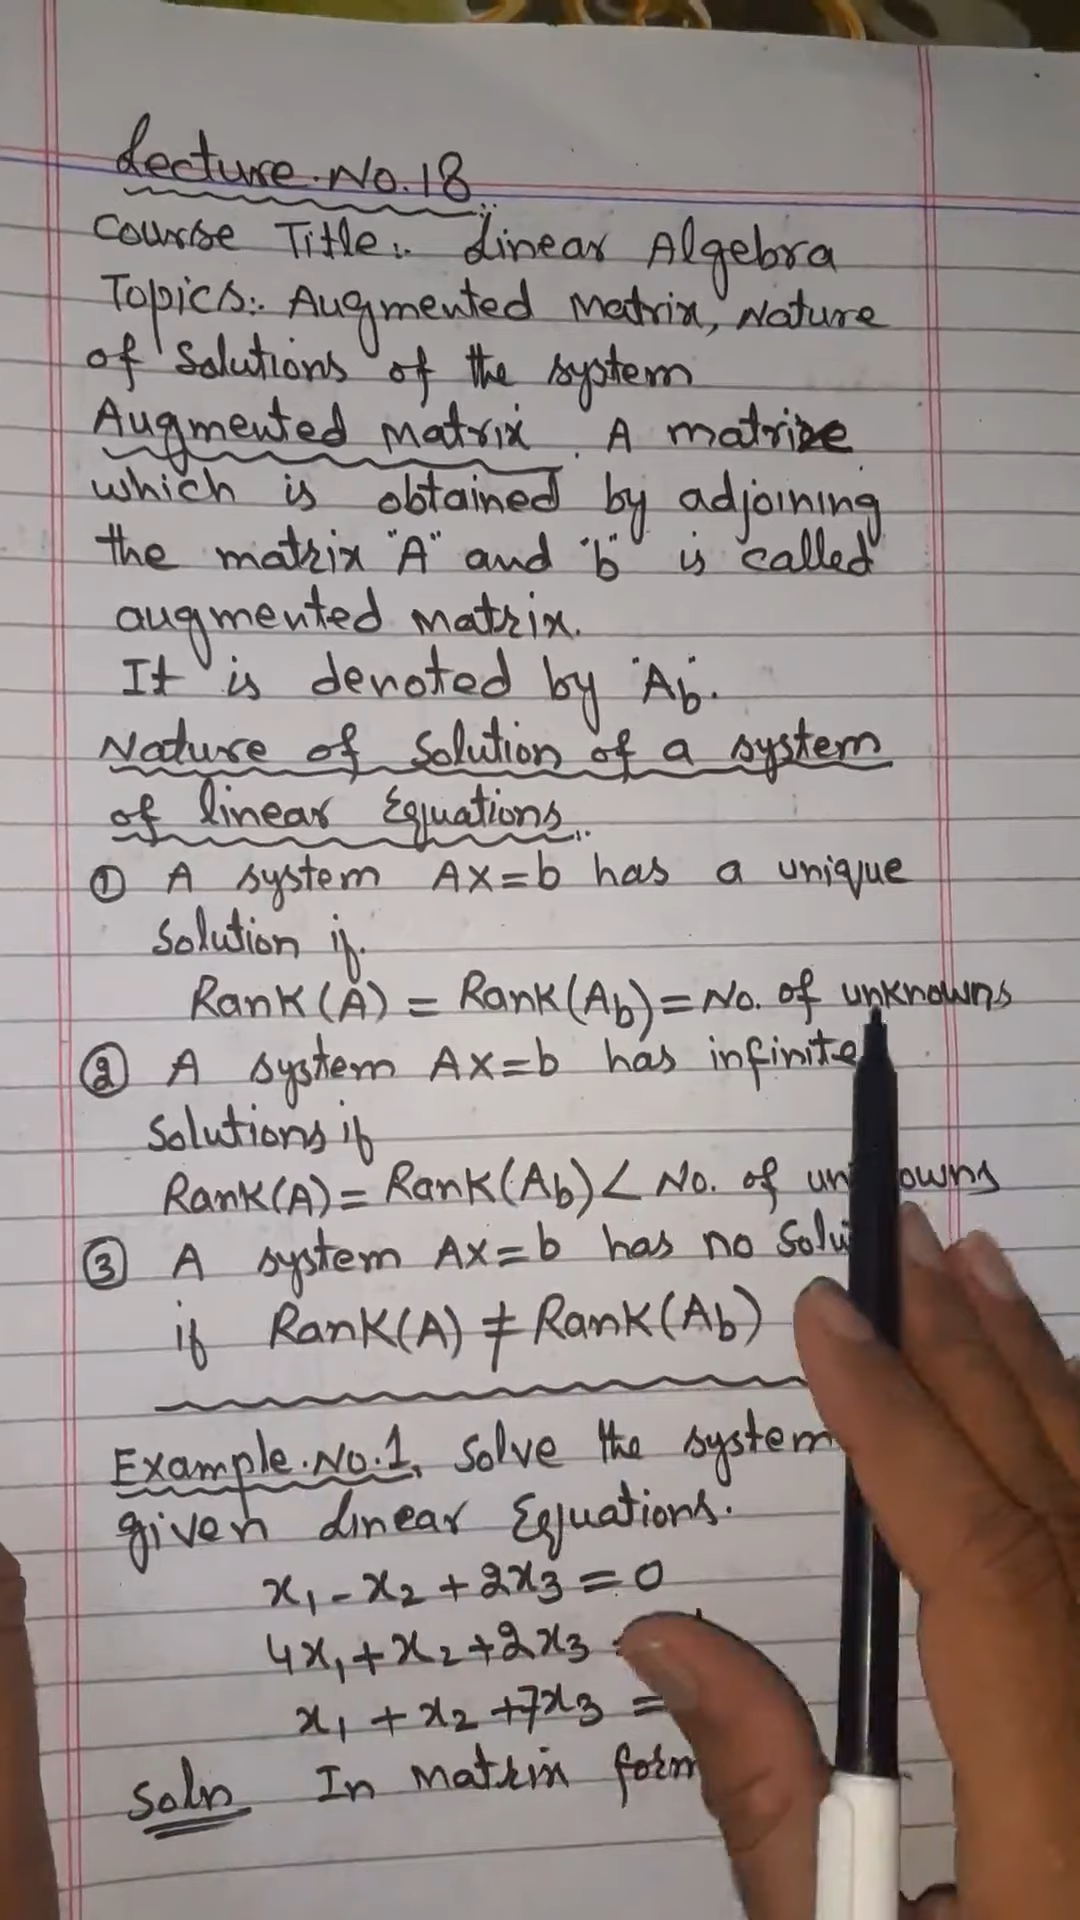 Lecture No. 18
Course Title:. Linear Algebra
Topics:. Augmented Matrix, Nature
of Solutions of the system
Augmented Matrix. A matrix
which is obtained by adjoining
the matrix "A" and "b" is called
augmented matrix.
It is denoted by "Ab".
Nature of Solution of a system
of linear Equations.
① A system AX=b has a unique
Solution if.
Rank(A) = Rank(Ab) = No. of unknowns
② A system AX=b has infinite
Solutions if
Rank(A) = Rank(Ab) < No. of unknowns
③ A system AX=b has no
if Rank(A) ≠ Rank(Ab)
Example.No.1. Solve the system
given Linear Equations.
x₁ - x₂ + 2x₃ = 0
4x₁ + x₂ + 2x₃
x₁ + x₂ + 7x₃ =
Soln In Matrix form